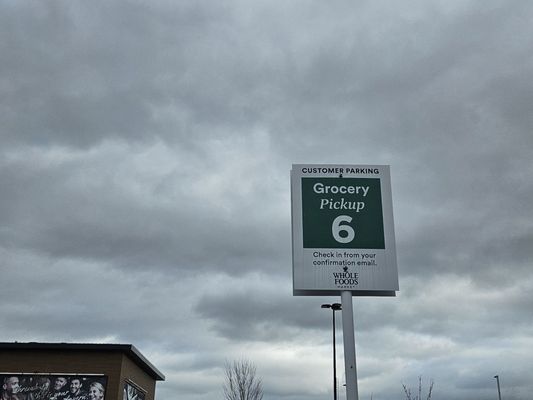 CUSTOMER PARKING
Grocery
Pickup
6
Check in from your
confirmation email.
WHOLE
FOODS
MARKET